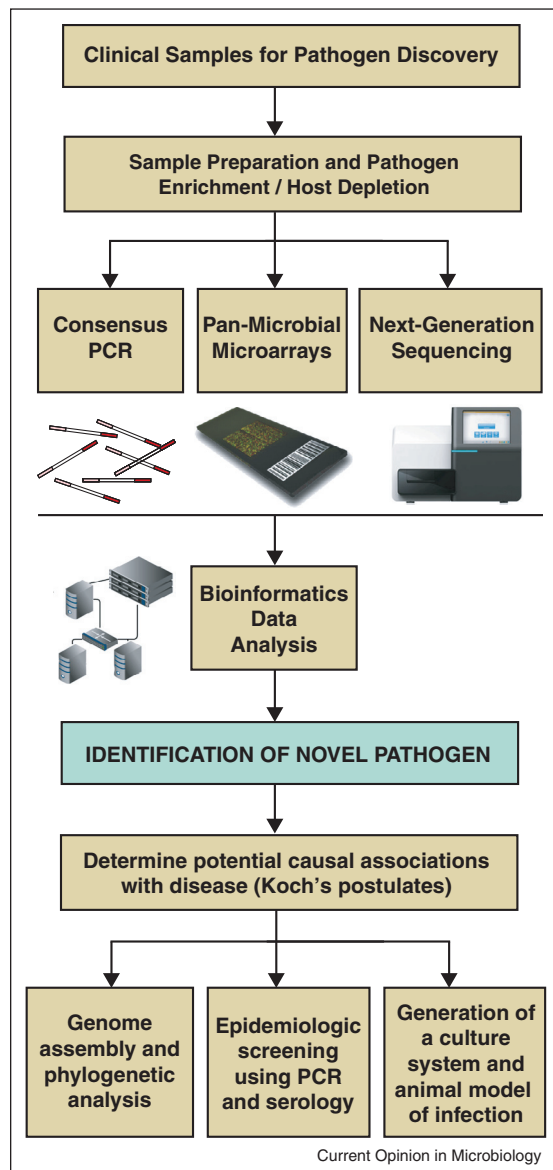 Clinical Samples for Pathogen Discovery
Sample Preparation and Pathogen
Enrichment / Host Depletion
Consensus
PCR
Pan-Microbial
Microarrays
Next-Generation
Sequencing
Bioinformatics
Data
Analysis
IDENTIFICATION OF NOVEL PATHOGEN
Determine potential causal associations
with disease (Koch’s postulates)
Genome
assembly and
phylogenetic
analysis
Epidemiologic
screening
using PCR
and serology
Generation of
a culture
system and
animal model
of infection
Current Opinion in Microbiology